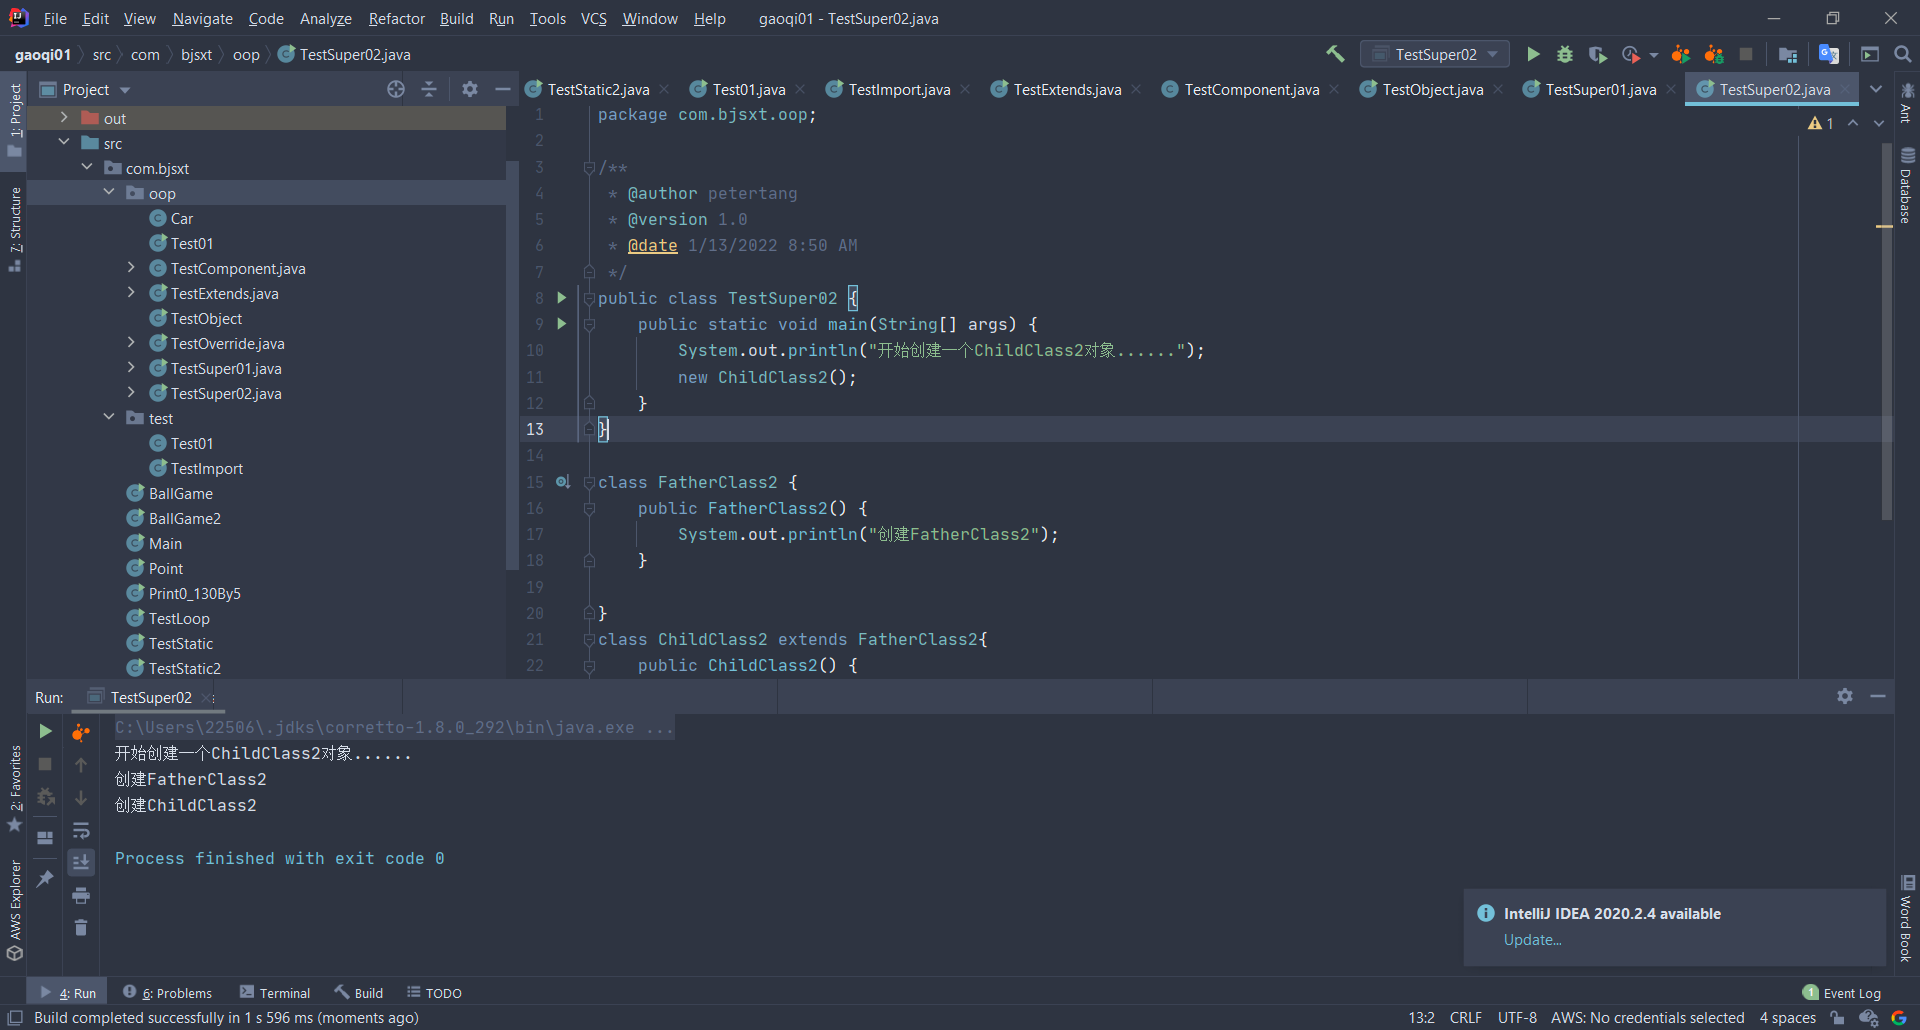 File Edit View Navigate Code Analyze Refactor Build Run Tools VCS Window Help gaoqi01 - TestSuper02.java
gaoqi01 src com bjsxt oop TestSuper02.java
TestSuper02
Project
TestStatic2.java Test01.java TestImport.java TestExtends.java TestComponent.java TestObject.java TestSuper01.java TestSuper02.java
1: Project
7: Structure
2: Favorites
AWS Explorer
out
src
com.bjsxt
oop
Car
Test01
TestComponent.java
TestExtends.java
TestObject
TestOverride.java
TestSuper01.java
TestSuper02.java
test
Test01
TestImport
BallGame
BallGame2
Main
Point
Print0_130By5
TestLoop
TestStatic
TestStatic2
1 package com.bjsxt.oop;
2
3 /**
4 * @author petertang
5 * @version 1.0
6 * @date 1/13/2022 8:50 AM
7 */
8 public class TestSuper02 {
9 public static void main(String[] args) {
10 System.out.println("开始创建一个ChildClass2对象......");
11 new ChildClass2();
12 }
13 }
14
15 class FatherClass2 {
16 public FatherClass2() {
17 System.out.println("创建FatherClass2");
18 }
19
20 }
21 class ChildClass2 extends FatherClass2{
22 public ChildClass2() {
1
Ant
Database
Word Book
Run: TestSuper02
C:\Users\22506\.jdks\corretto-1.8.0_292\bin\java.exe ...
开始创建一个ChildClass2对象......
创建FatherClass2
创建ChildClass2
Process finished with exit code 0
IntelliJ IDEA 2020.2.4 available
Update...
4: Run 6: Problems Terminal Build TODO 1 Event Log
Build completed successfully in 1 s 596 ms (moments ago) 13:2 CRLF UTF-8 AWS: No credentials selected 4 spaces